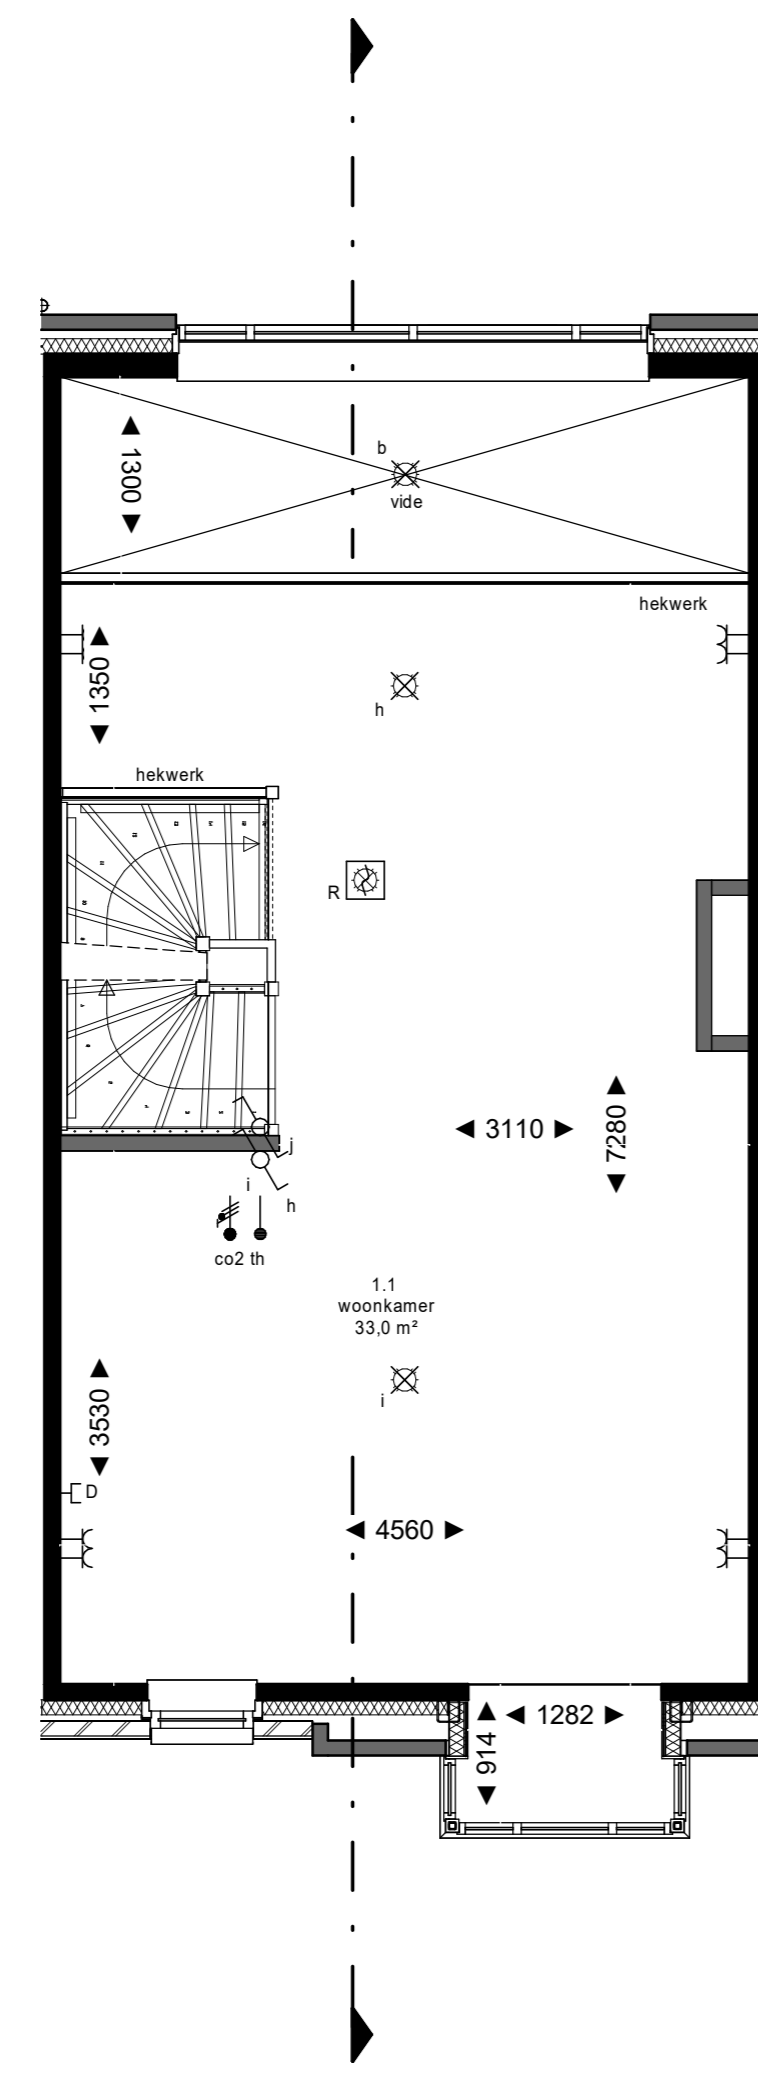 b
1300
vide
hekwerk
1350
h
hekwerk
R
3110
7280
j
i
h
co2 th
1.1
woonkamer
33,0 m²
i
3530
D
4560
1282
914